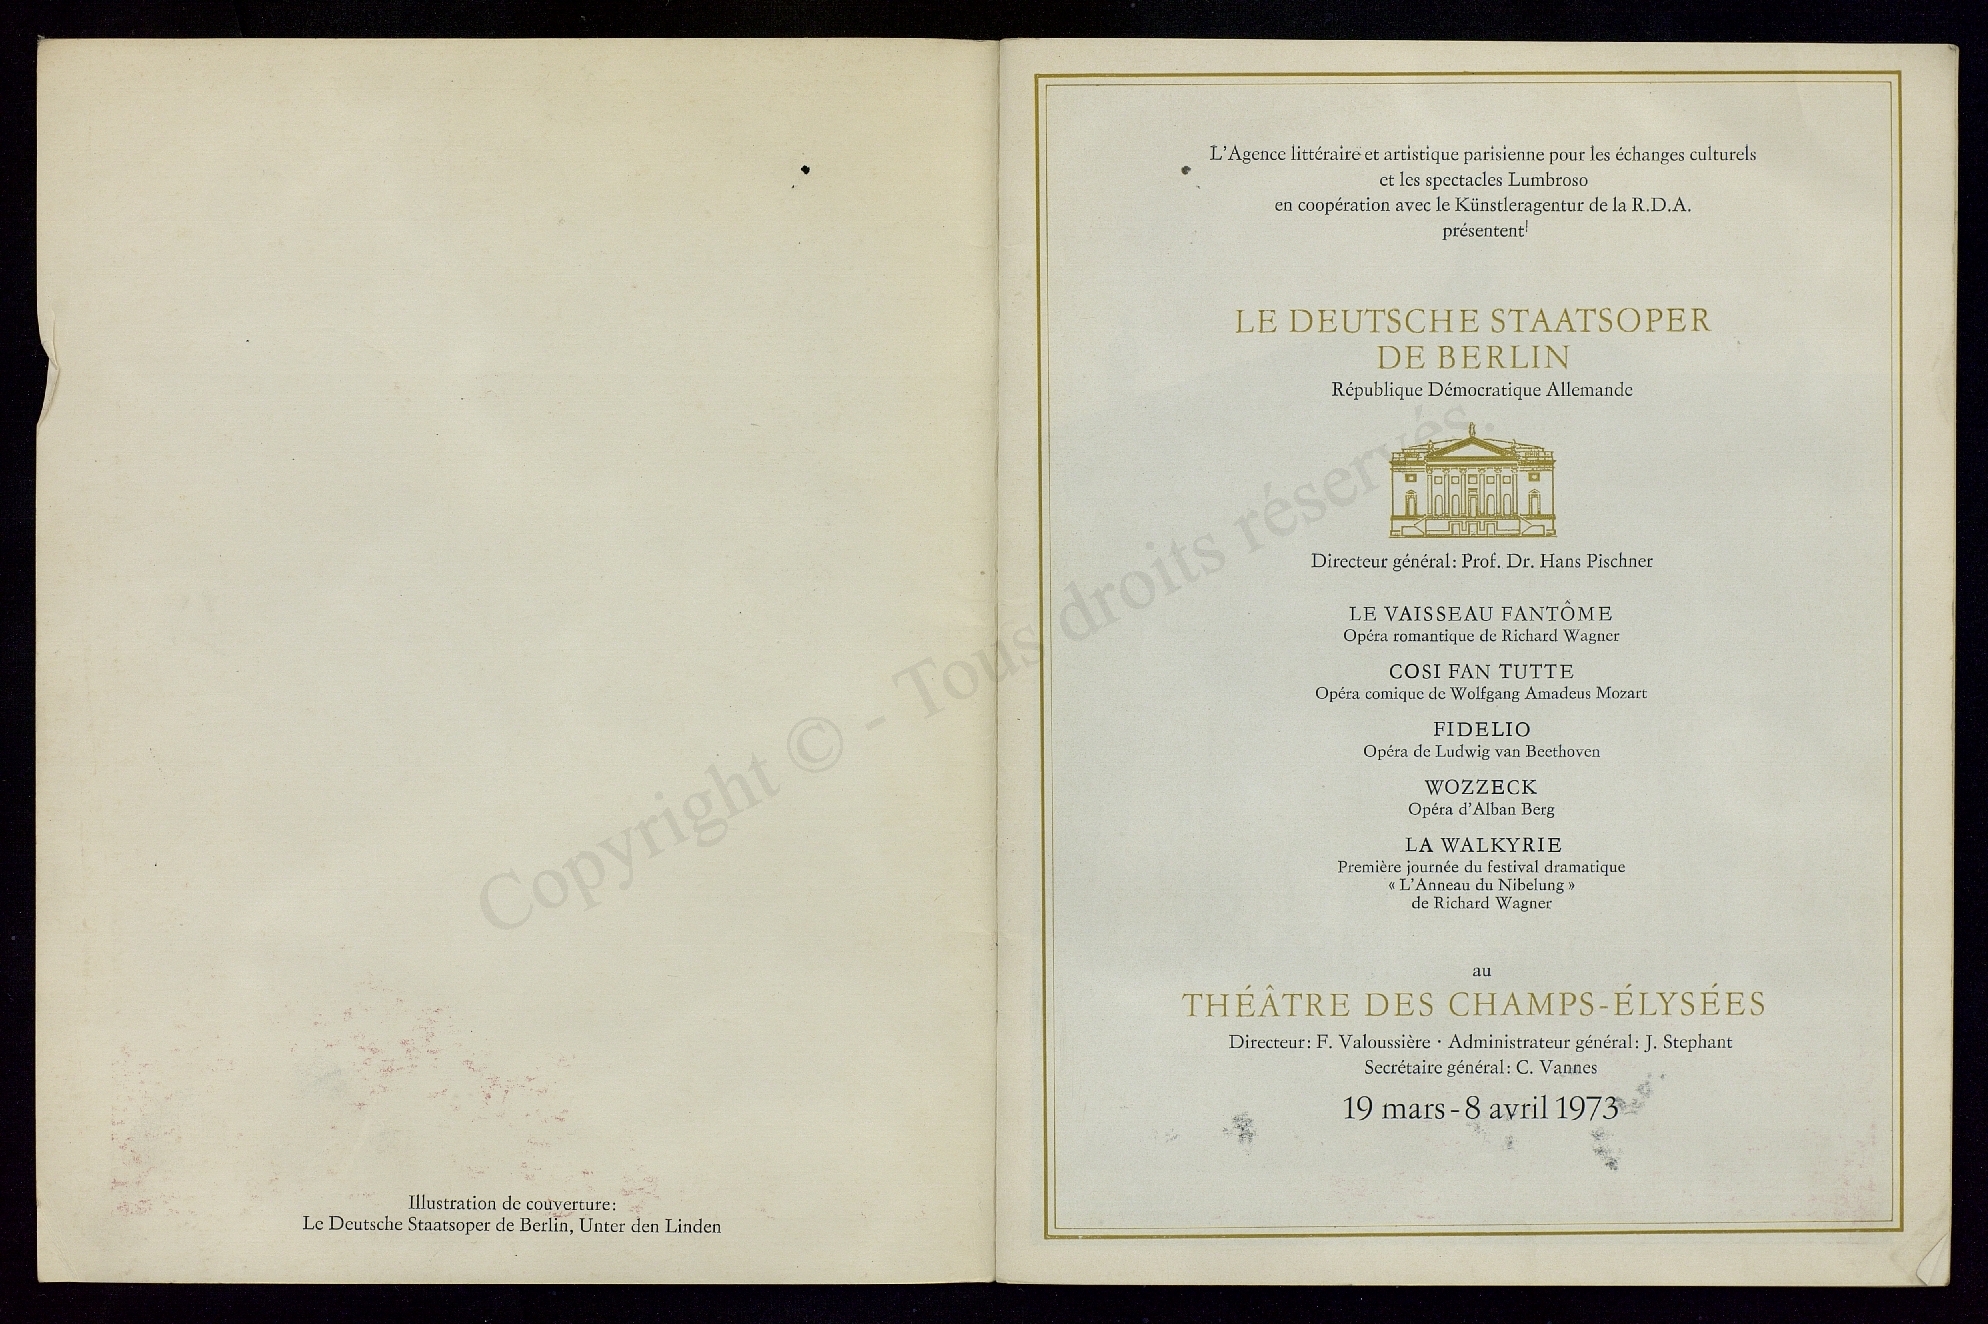 Illustration de couverture:
Le Deutsche Staatsoper de Berlin, Unter den Linden
L'Agence littéraire et artistique parisienne pour les échanges culturels
et les spectacles Lumbroso
en coopération avec le Künstleragentur de la R.D.A.
présentent
LE DEUTSCHE STAATSOPER
DE BERLIN
République Démocratique Allemande
Directeur général: Prof. Dr. Hans Pischner
LE VAISSEAU FANTÔME
Opéra romantique de Richard Wagner
COSI FAN TUTTE
Opéra comique de Wolfgang Amadeus Mozart
FIDELIO
Opéra de Ludwig van Beethoven
WOZZECK
Opéra d'Alban Berg
LA WALKYRIE
Première journée du festival dramatique
« L'Anneau du Nibelung »
de Richard Wagner
au
THÉÂTRE DES CHAMPS-ÉLYSÉES
Directeur: F. Valoussière · Administrateur général: J. Stephant
Secrétaire général: C. Vannes
19 mars - 8 avril 1973
Copyright © - Tous droits réservés.